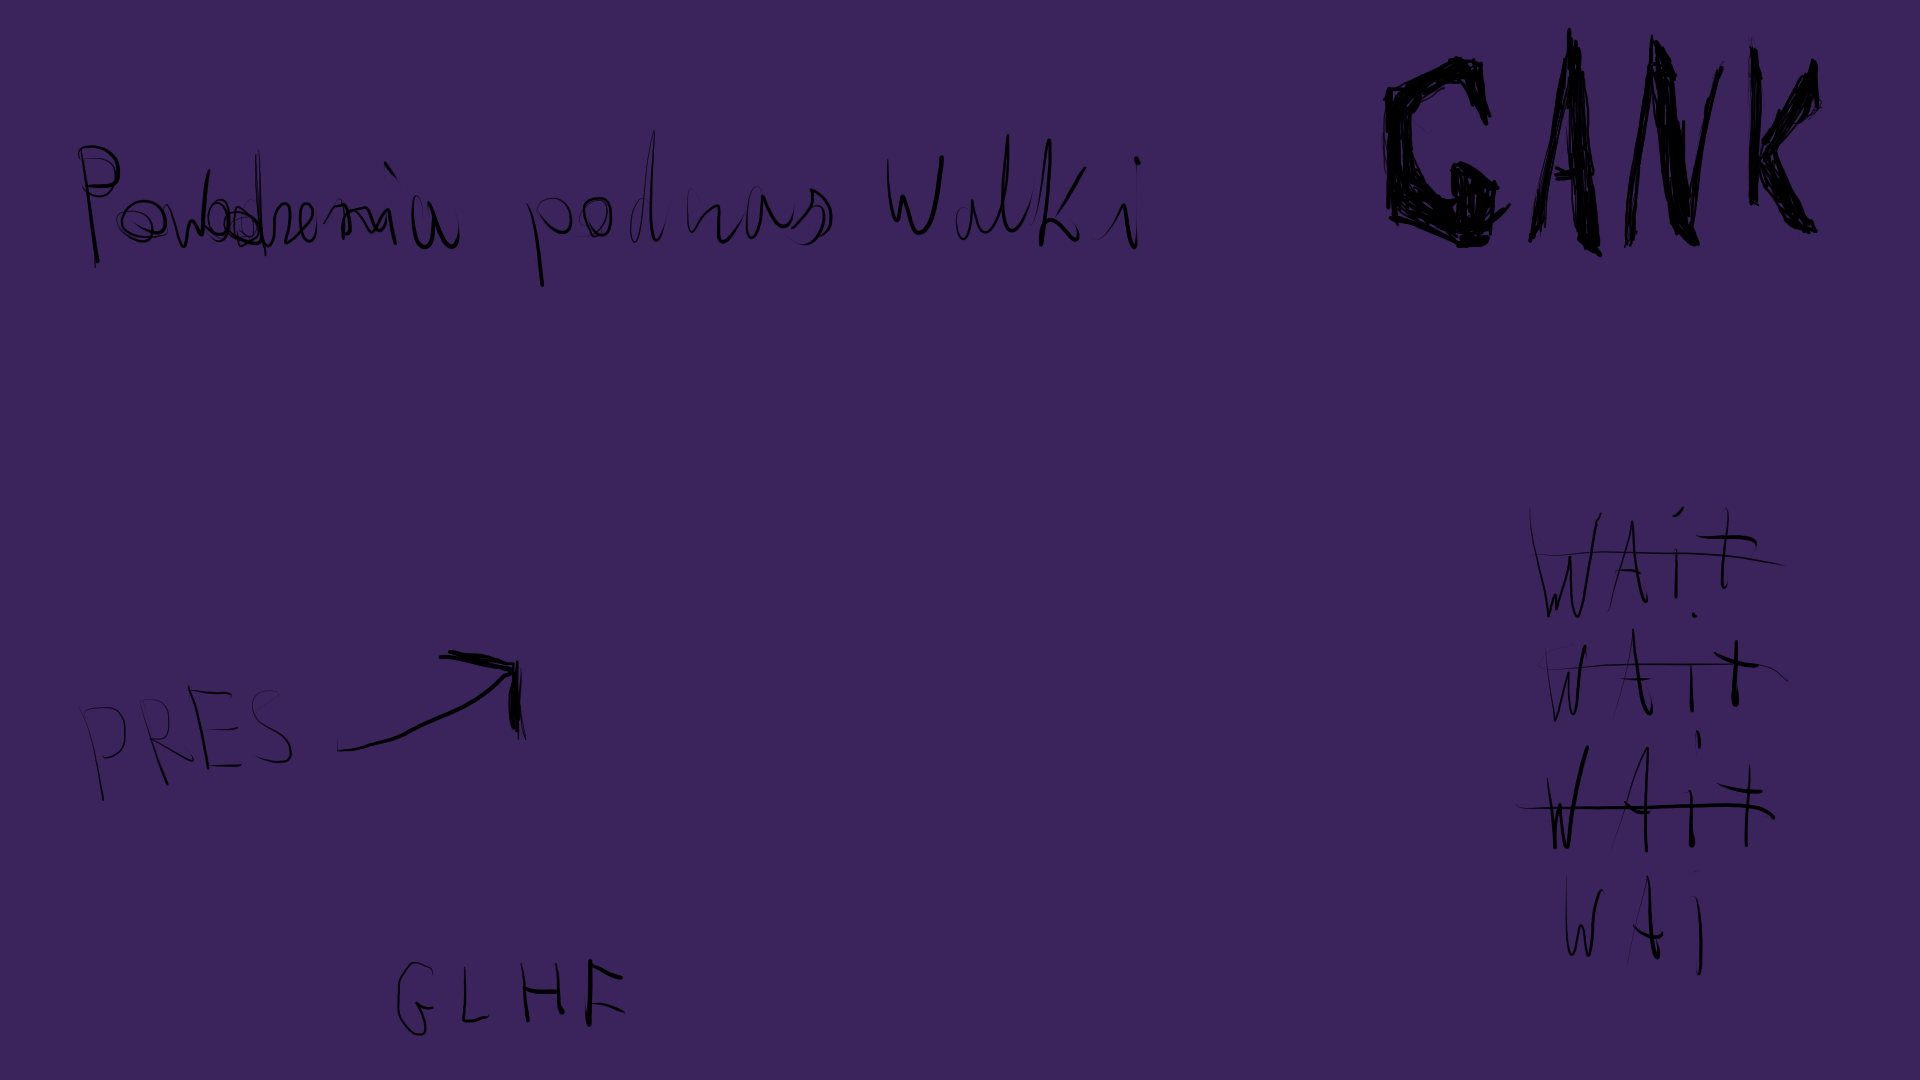 Powodzenia podczas Walki
GANK
WAit
WAit
WAit
WAi
PRES
GLHF